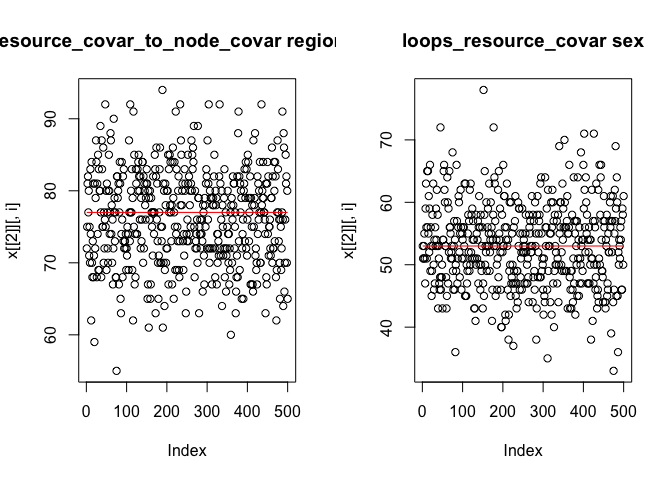 esource_covar_to_node_covar region
x[[2]][, i]
90
80
70
60
0 100 200 300 400 500
Index
loops_resource_covar sex
x[[2]][, i]
70
60
50
40
0 100 200 300 400 500
Index